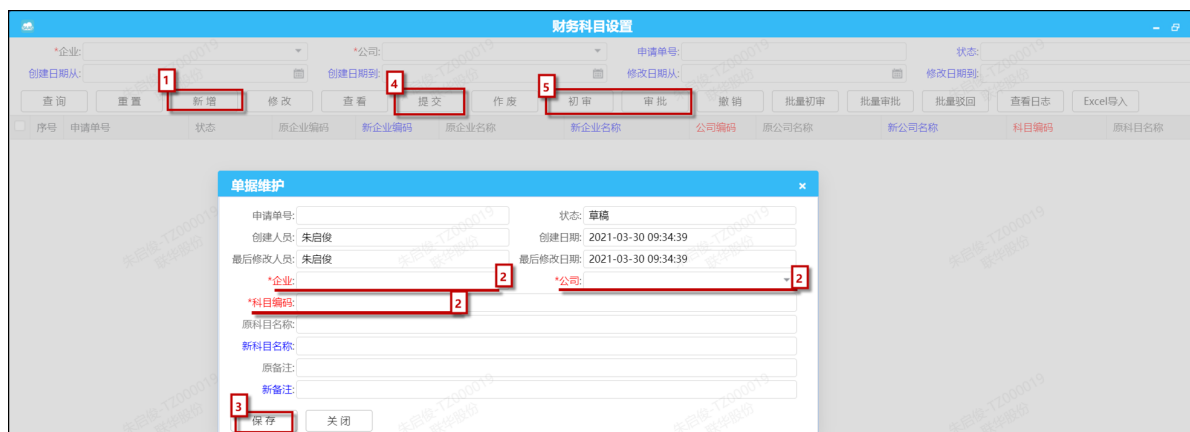 财务科目设置
*企业: *公司: 申请单号: 状态:
创建日期从: 创建日期到: 修改日期从: 修改日期到:
1 4 5
查询 重置 新增 修改 查看 提交 作废 初审 审批 撤销 批量初审 批量审批 批量驳回 查看日志 Excel导入
序号 申请单号 状态 原企业编码 新企业编码 原企业名称 新企业名称 公司编码 原公司名称 新公司名称 科目编码 原科目名称
单据维护 ×
申请单号: 状态: 草稿
创建人员: 朱启俊 创建日期: 2021-03-30 09:34:39
最后修改人员: 朱启俊 最后修改日期: 2021-03-30 09:34:39
*企业: 2 *公司: 2
*科目编码: 2
原科目名称:
新科目名称:
原备注:
新备注:
3
保存 关闭
朱启俊-TZ000019
联华股份